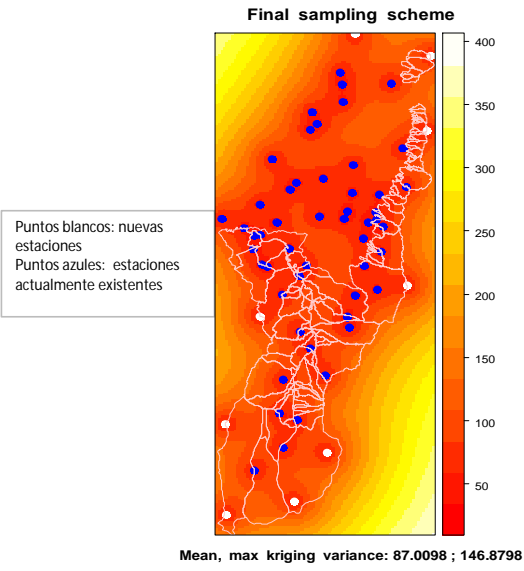 Final sampling scheme
Puntos blancos: nuevas
estaciones
Puntos azules: estaciones
actualmente existentes
400
350
300
250
200
150
100
50
Mean, max kriging variance: 87.0098 ; 146.8798